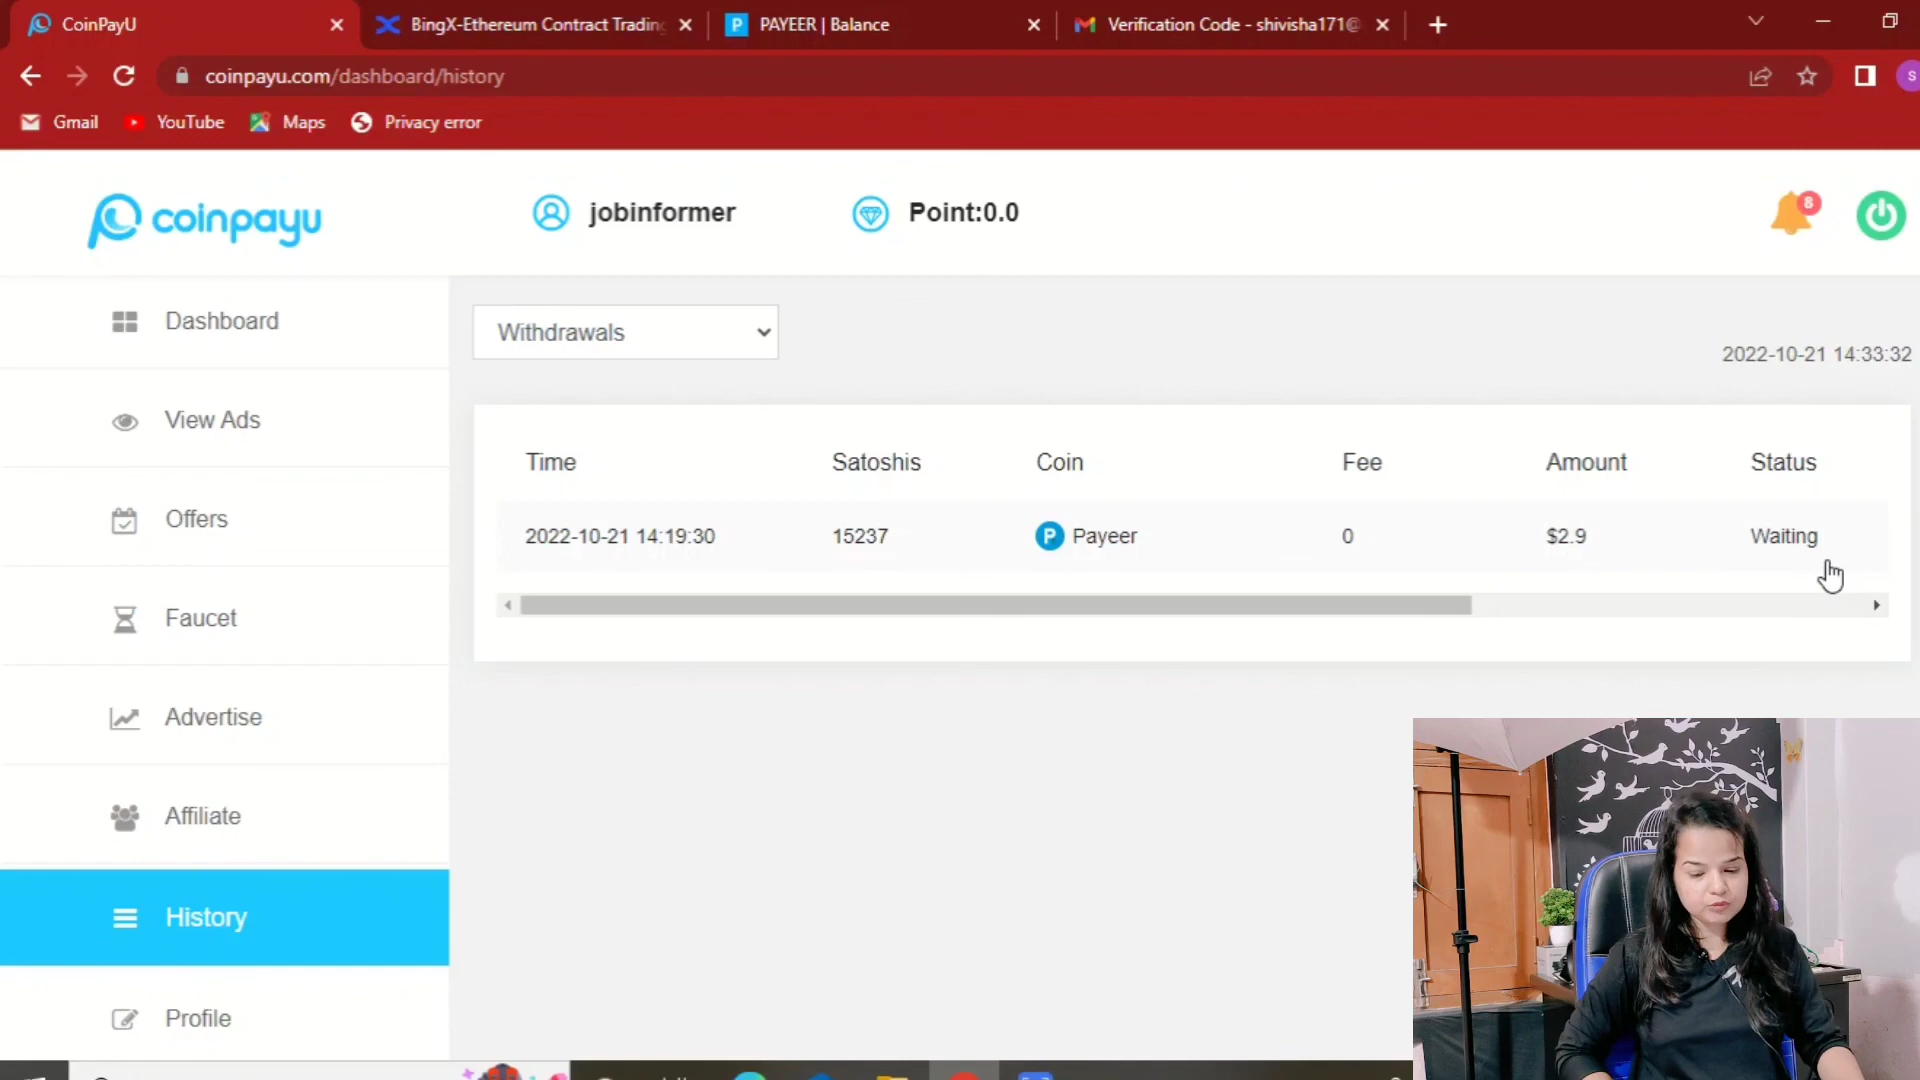 CoinPayU
BingX-Ethereum Contract Trading
PAYEER | Balance
Verification Code - shivisha171@
coinpayu.com/dashboard/history
S
Gmail
YouTube
Maps
Privacy error
coinpayu
jobinformer
Point:0.0
8
Dashboard
View Ads
Offers
Faucet
Advertise
Affiliate
History
Profile
Withdrawals
2022-10-21 14:33:32
Time Satoshis Coin Fee Amount Status
2022-10-21 14:19:30 15237 P Payeer 0 $2.9 Waiting